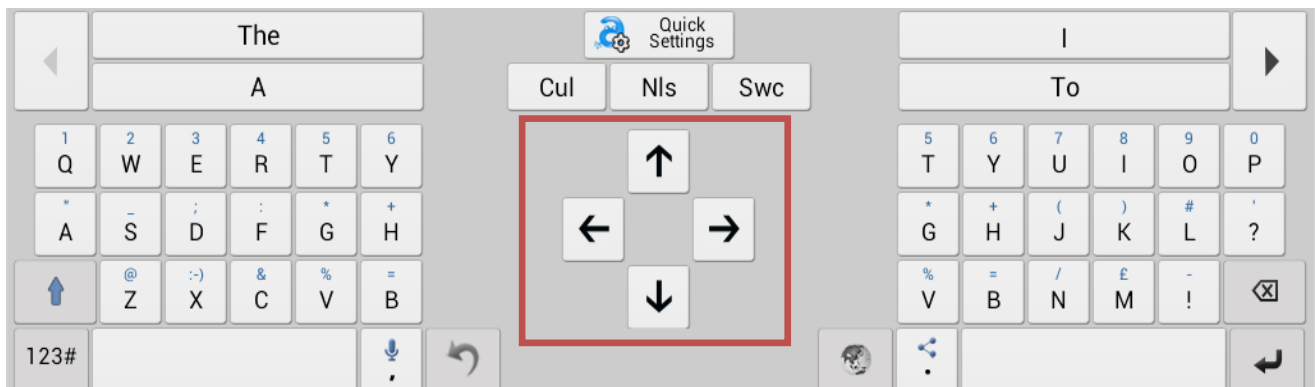 The Quick Settings I
A Cul Nls Swc To
1 2 3 4 5 6 5 6 7 8 9 0
Q W E R T Y T Y U I O P
" _ ; : * + * + ( ) # '
A S D F G H G H J K L ?
@ :-) & % = % = / £ -
Z X C V B V B N M !
123# , .